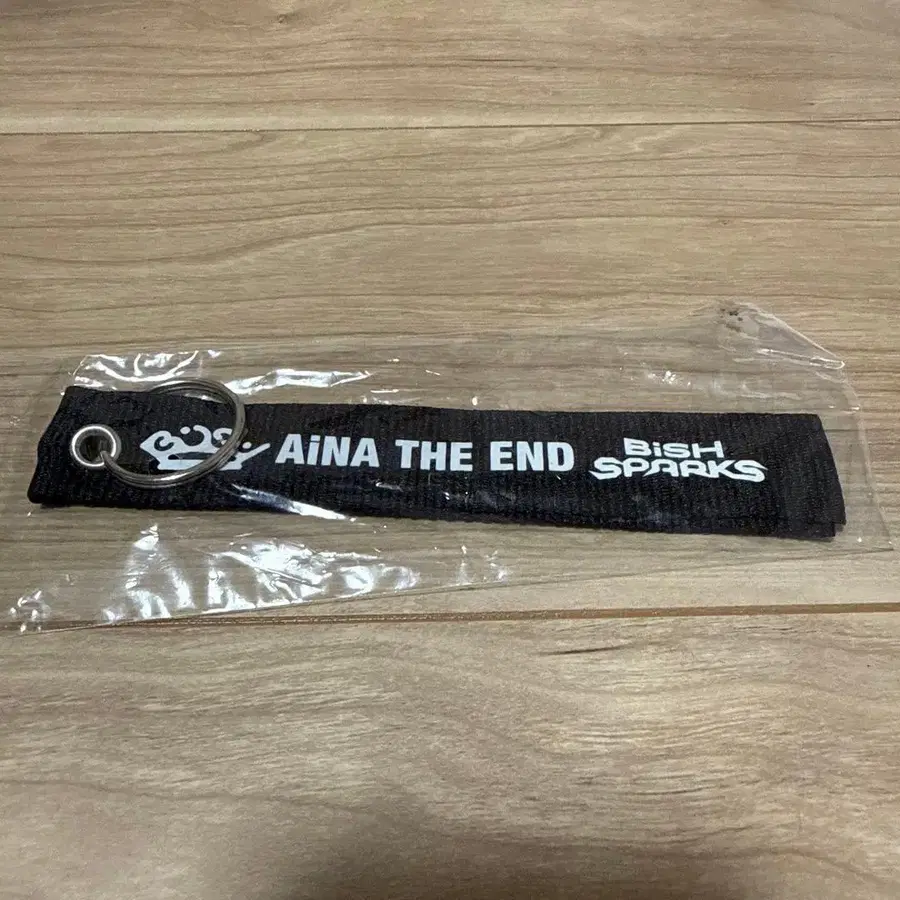 AiNA THE END
BiSH
SPARKS